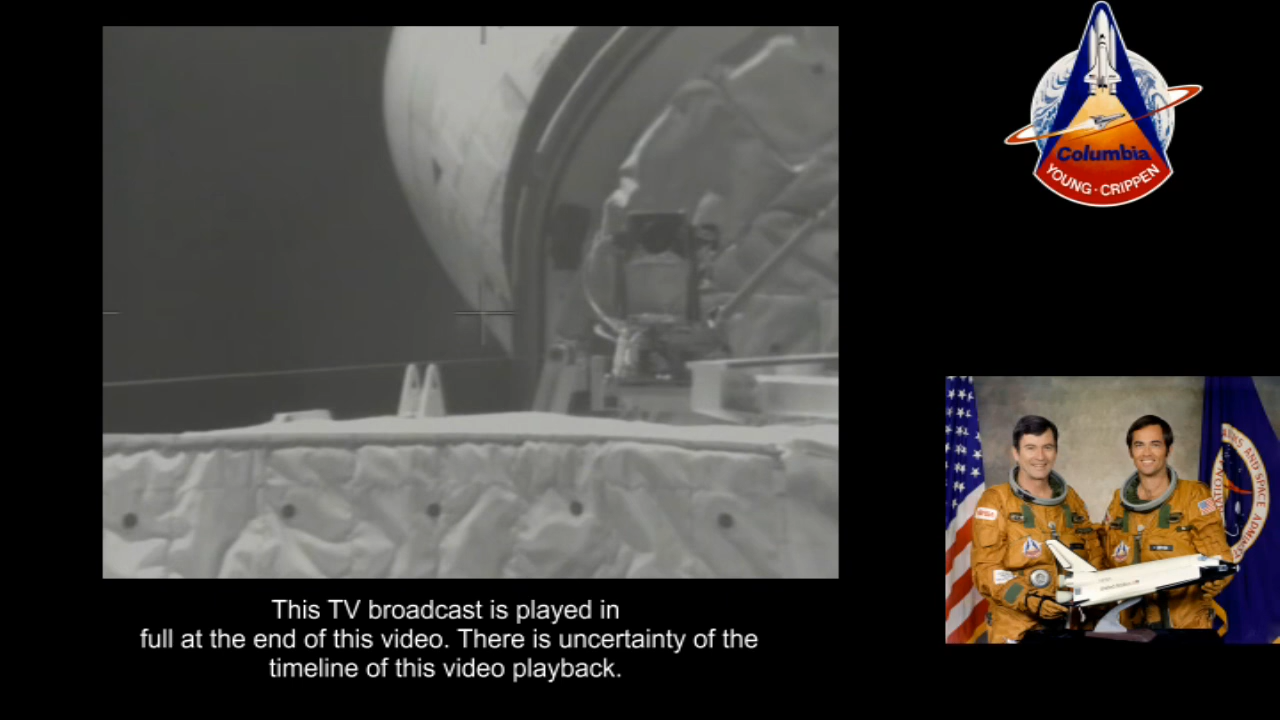 Columbia
YOUNG · CRIPPEN
This TV broadcast is played in
full at the end of this video. There is uncertainty of the
timeline of this video playback.